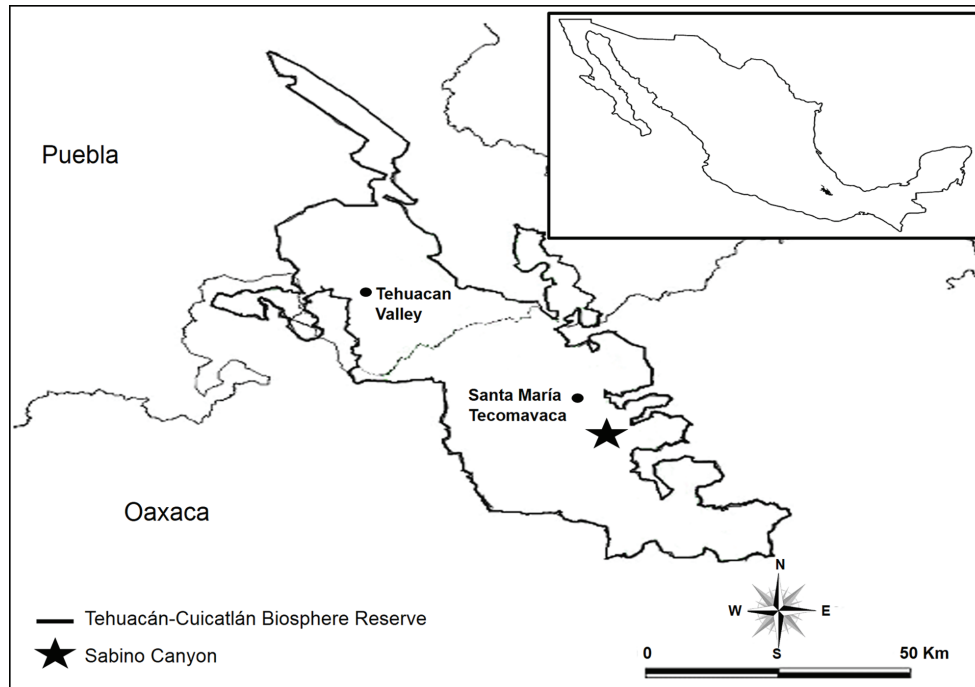 Puebla
Tehuacan
Valley
Santa María
Tecomavaca
Oaxaca
N
W
E
S
Tehuacán-Cuicatlán Biosphere Reserve
Sabino Canyon
0
50 Km